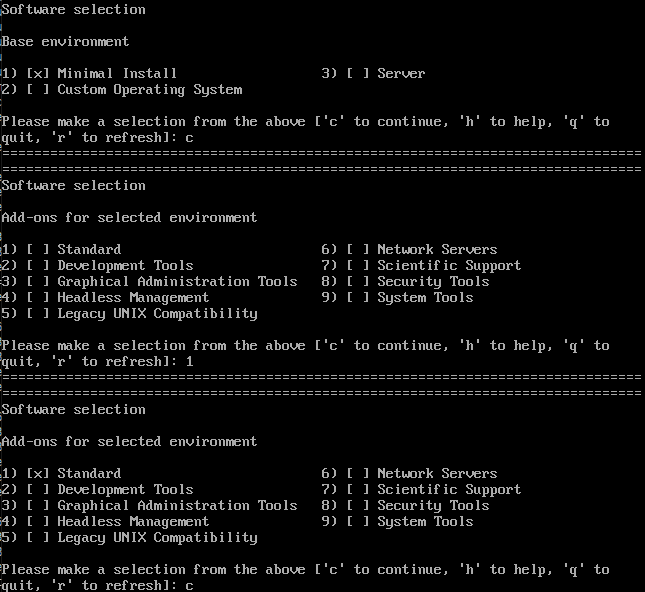 Software selection
Base environment
1) [x] Minimal Install                  3) [ ] Server
2) [ ] Custom Operating System
Please make a selection from the above ['c' to continue, 'h' to help, 'q' to
quit, 'r' to refresh]: c
================================================================================
================================================================================
Software selection
Add-ons for selected environment
1) [ ] Standard                         6) [ ] Network Servers
2) [ ] Development Tools                7) [ ] Scientific Support
3) [ ] Graphical Administration Tools   8) [ ] Security Tools
4) [ ] Headless Management              9) [ ] System Tools
5) [ ] Legacy UNIX Compatibility
Please make a selection from the above ['c' to continue, 'h' to help, 'q' to
quit, 'r' to refresh]: 1
================================================================================
================================================================================
Software selection
Add-ons for selected environment
1) [x] Standard                         6) [ ] Network Servers
2) [ ] Development Tools                7) [ ] Scientific Support
3) [ ] Graphical Administration Tools   8) [ ] Security Tools
4) [ ] Headless Management              9) [ ] System Tools
5) [ ] Legacy UNIX Compatibility
Please make a selection from the above ['c' to continue, 'h' to help, 'q' to
quit, 'r' to refresh]: c